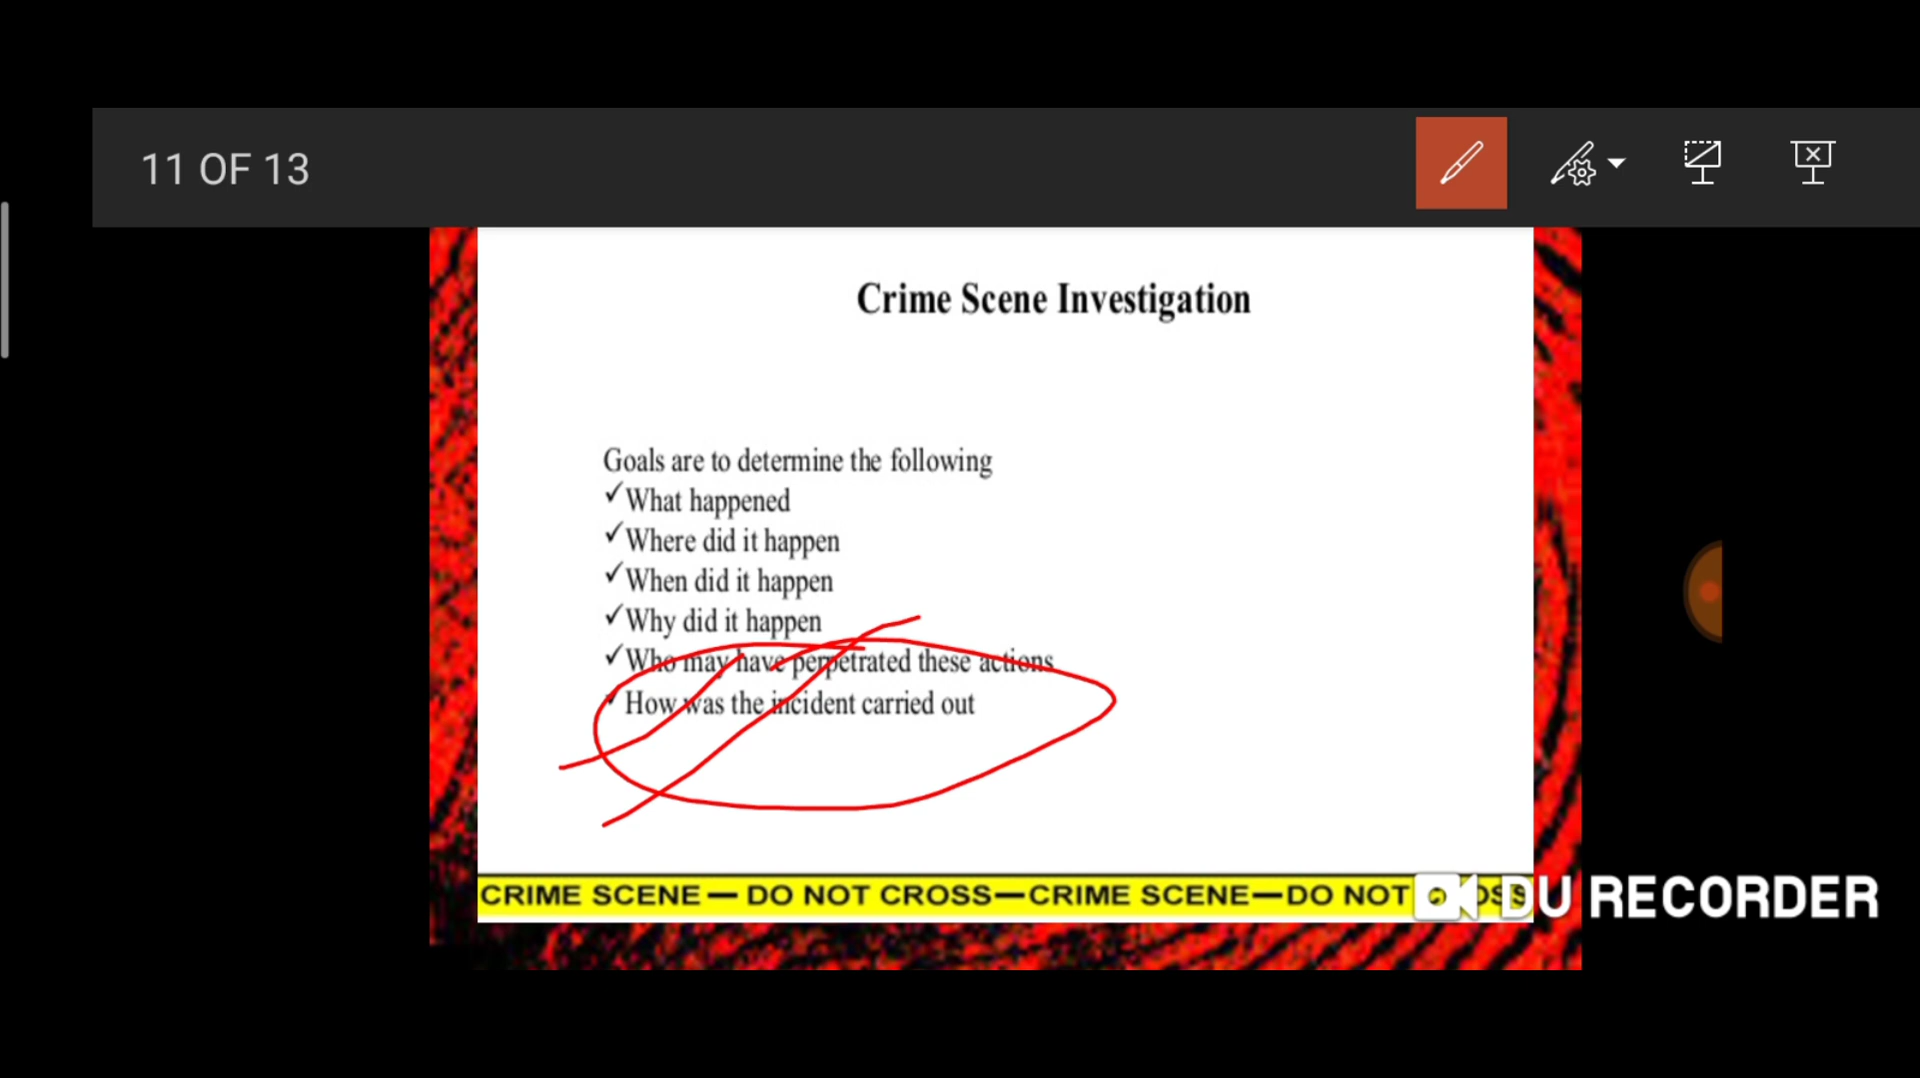 11 OF 13
Crime Scene Investigation
Goals are to determine the following
✓What happened
✓Where did it happen
✓When did it happen
✓Why did it happen
✓Who may have perpetrated these actions
✓How was the incident carried out
CRIME SCENE — DO NOT CROSS—CRIME SCENE—DO NOT
DU RECORDER